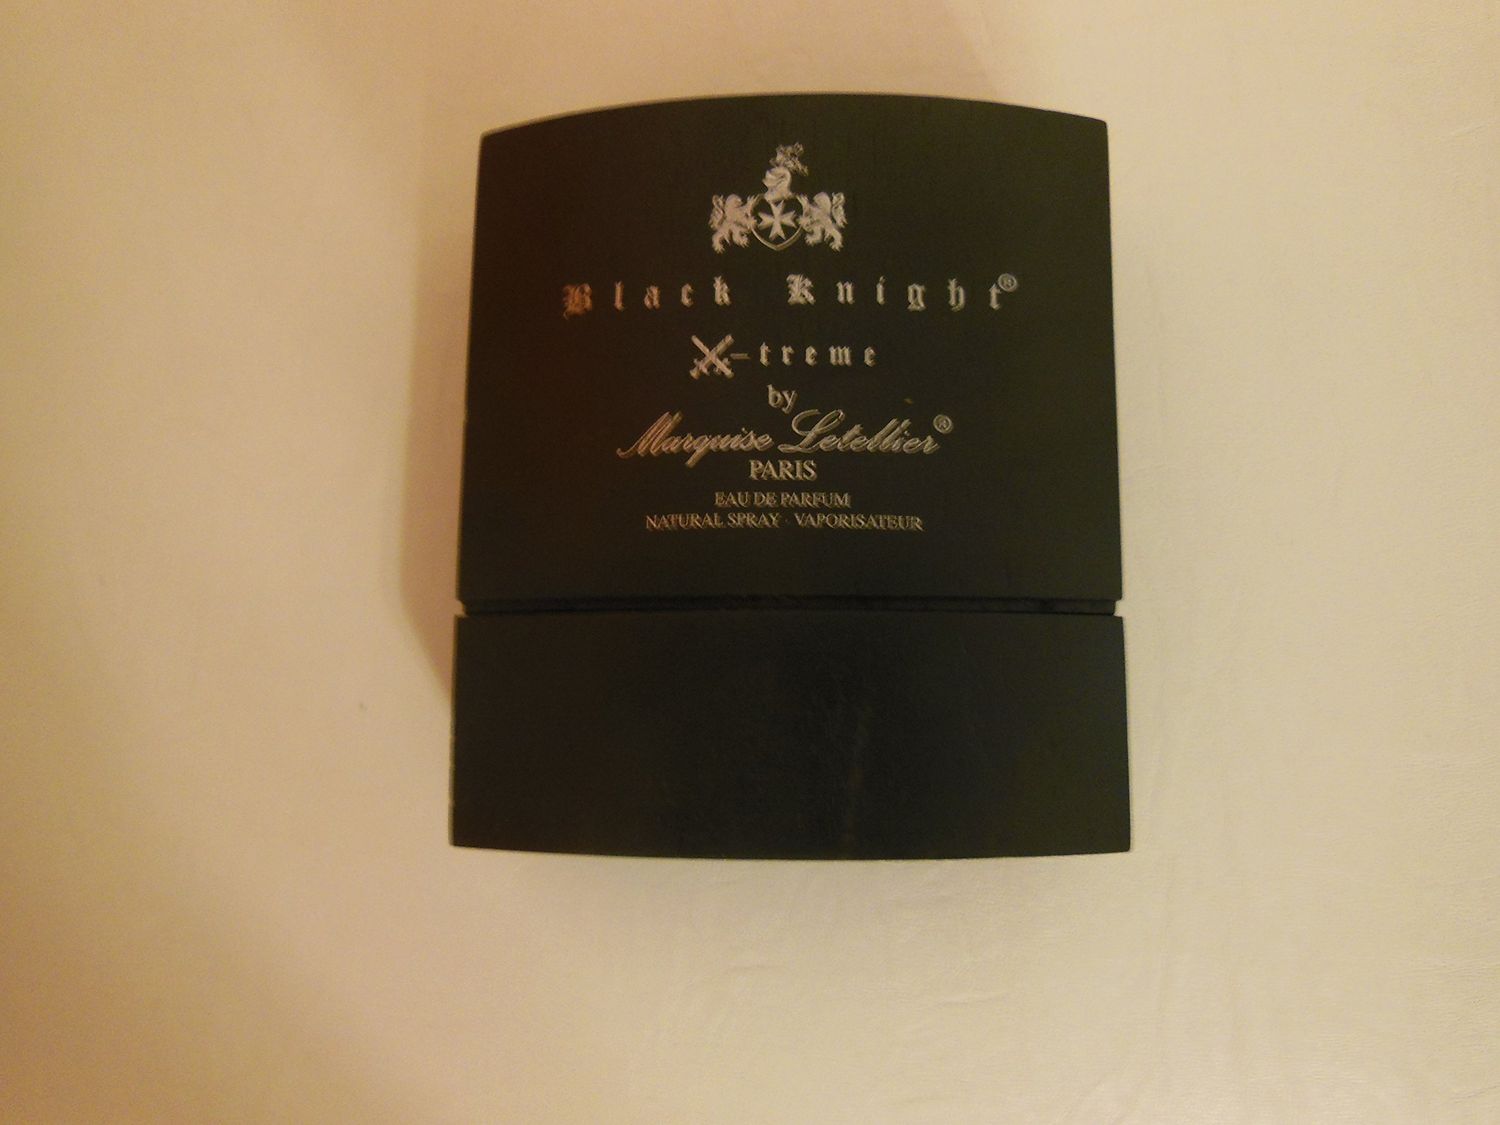 Black Knight®
X-treme
by
Marquise Letellier®
PARIS
EAU DE PARFUM
NATURAL SPRAY · VAPORISATEUR